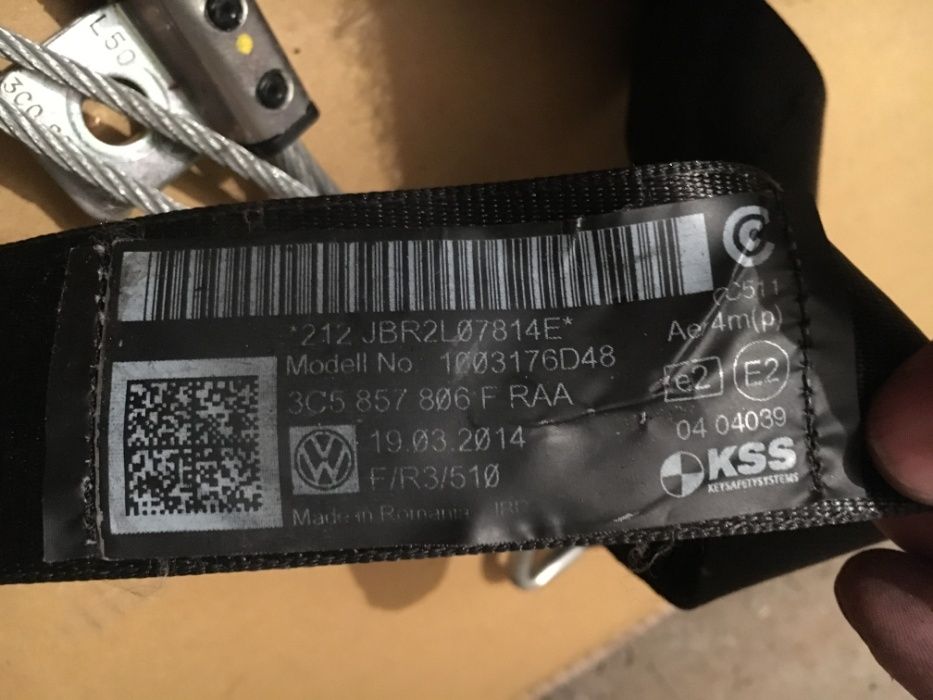 L50
3C0
*212 JBR2L07814E*
Modell No 1003176D48
3C5 857 806 F RAA
19.03.2014
F/R3/510
Made in Romania
CC511
Ae/4m(p)
e2 E2
04 04039
KSS
KEYSAFETYSYSTEMS